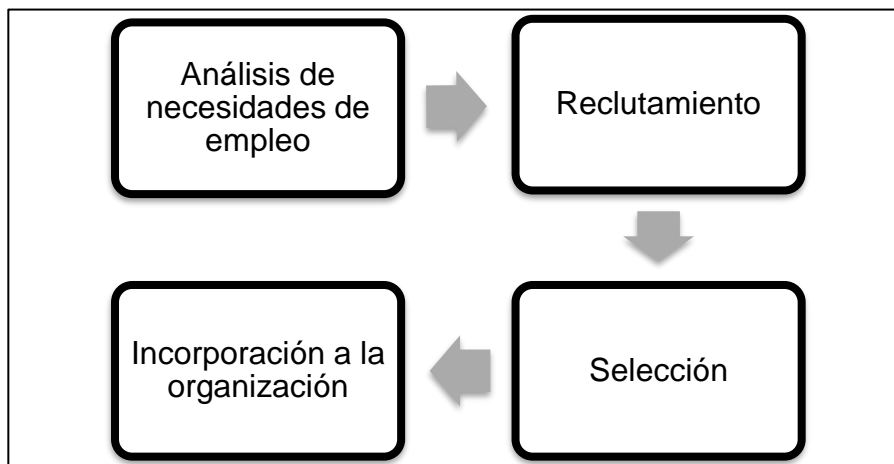 Análisis de
necesidades de
empleo
Reclutamiento
Selección
Incorporación a la
organización